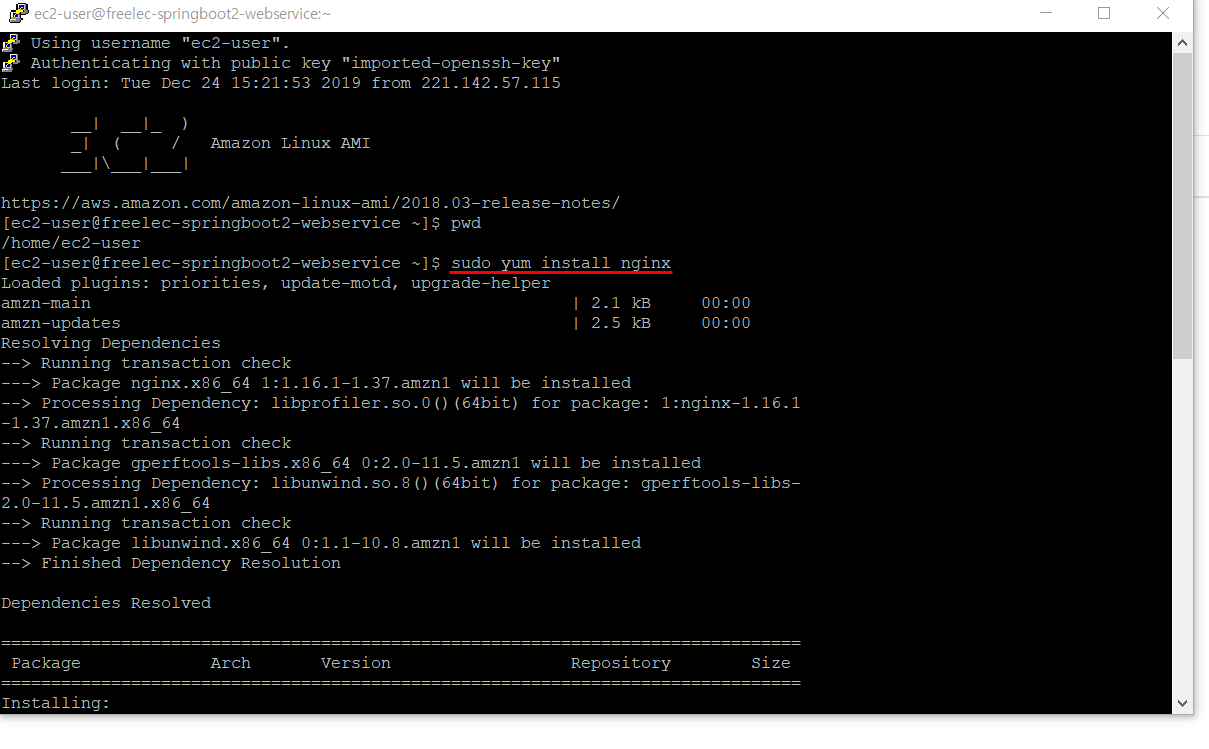 ec2-user@freelec-springboot2-webservice:~
Using username "ec2-user".
Authenticating with public key "imported-openssh-key"
Last login: Tue Dec 24 15:21:53 2019 from 221.142.57.115
       __|  __|_  )
       _|  (     /   Amazon Linux AMI
      ___|\___|___|
https://aws.amazon.com/amazon-linux-ami/2018.03-release-notes/
[ec2-user@freelec-springboot2-webservice ~]$ pwd
/home/ec2-user
[ec2-user@freelec-springboot2-webservice ~]$ sudo yum install nginx
Loaded plugins: priorities, update-motd, upgrade-helper
amzn-main                                                | 2.1 kB     00:00
amzn-updates                                             | 2.5 kB     00:00
Resolving Dependencies
--> Running transaction check
---> Package nginx.x86_64 1:1.16.1-1.37.amzn1 will be installed
--> Processing Dependency: libprofiler.so.0()(64bit) for package: 1:nginx-1.16.1
-1.37.amzn1.x86_64
--> Running transaction check
---> Package gperftools-libs.x86_64 0:2.0-11.5.amzn1 will be installed
--> Processing Dependency: libunwind.so.8()(64bit) for package: gperftools-libs-
2.0-11.5.amzn1.x86_64
--> Running transaction check
---> Package libunwind.x86_64 0:1.1-10.8.amzn1 will be installed
--> Finished Dependency Resolution
Dependencies Resolved
================================================================================
 Package             Arch       Version                  Repository        Size
================================================================================
Installing: